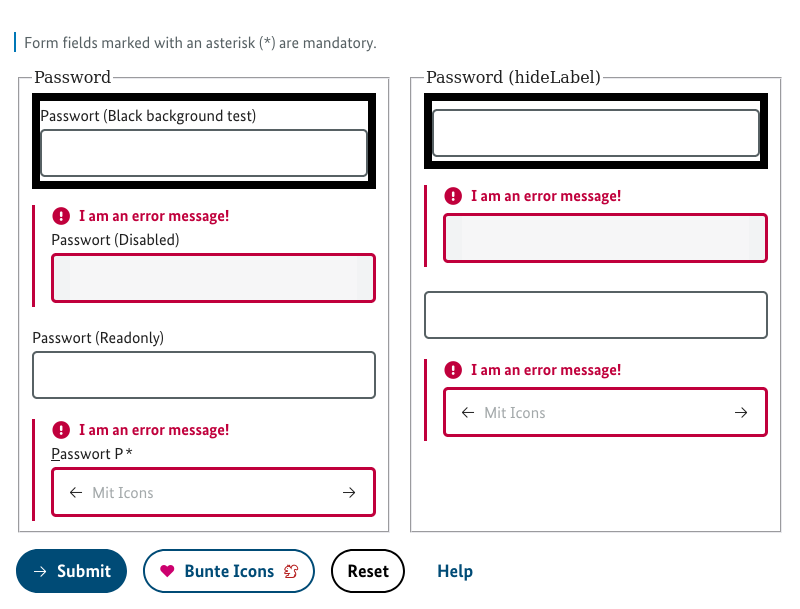 Form fields marked with an asterisk (*) are mandatory.
Password
Passwort (Black background test)
I am an error message!
Passwort (Disabled)
Passwort (Readonly)
I am an error message!
Passwort P *
Mit Icons
Password (hideLabel)
I am an error message!
I am an error message!
Mit Icons
Submit
Bunte Icons
Reset
Help